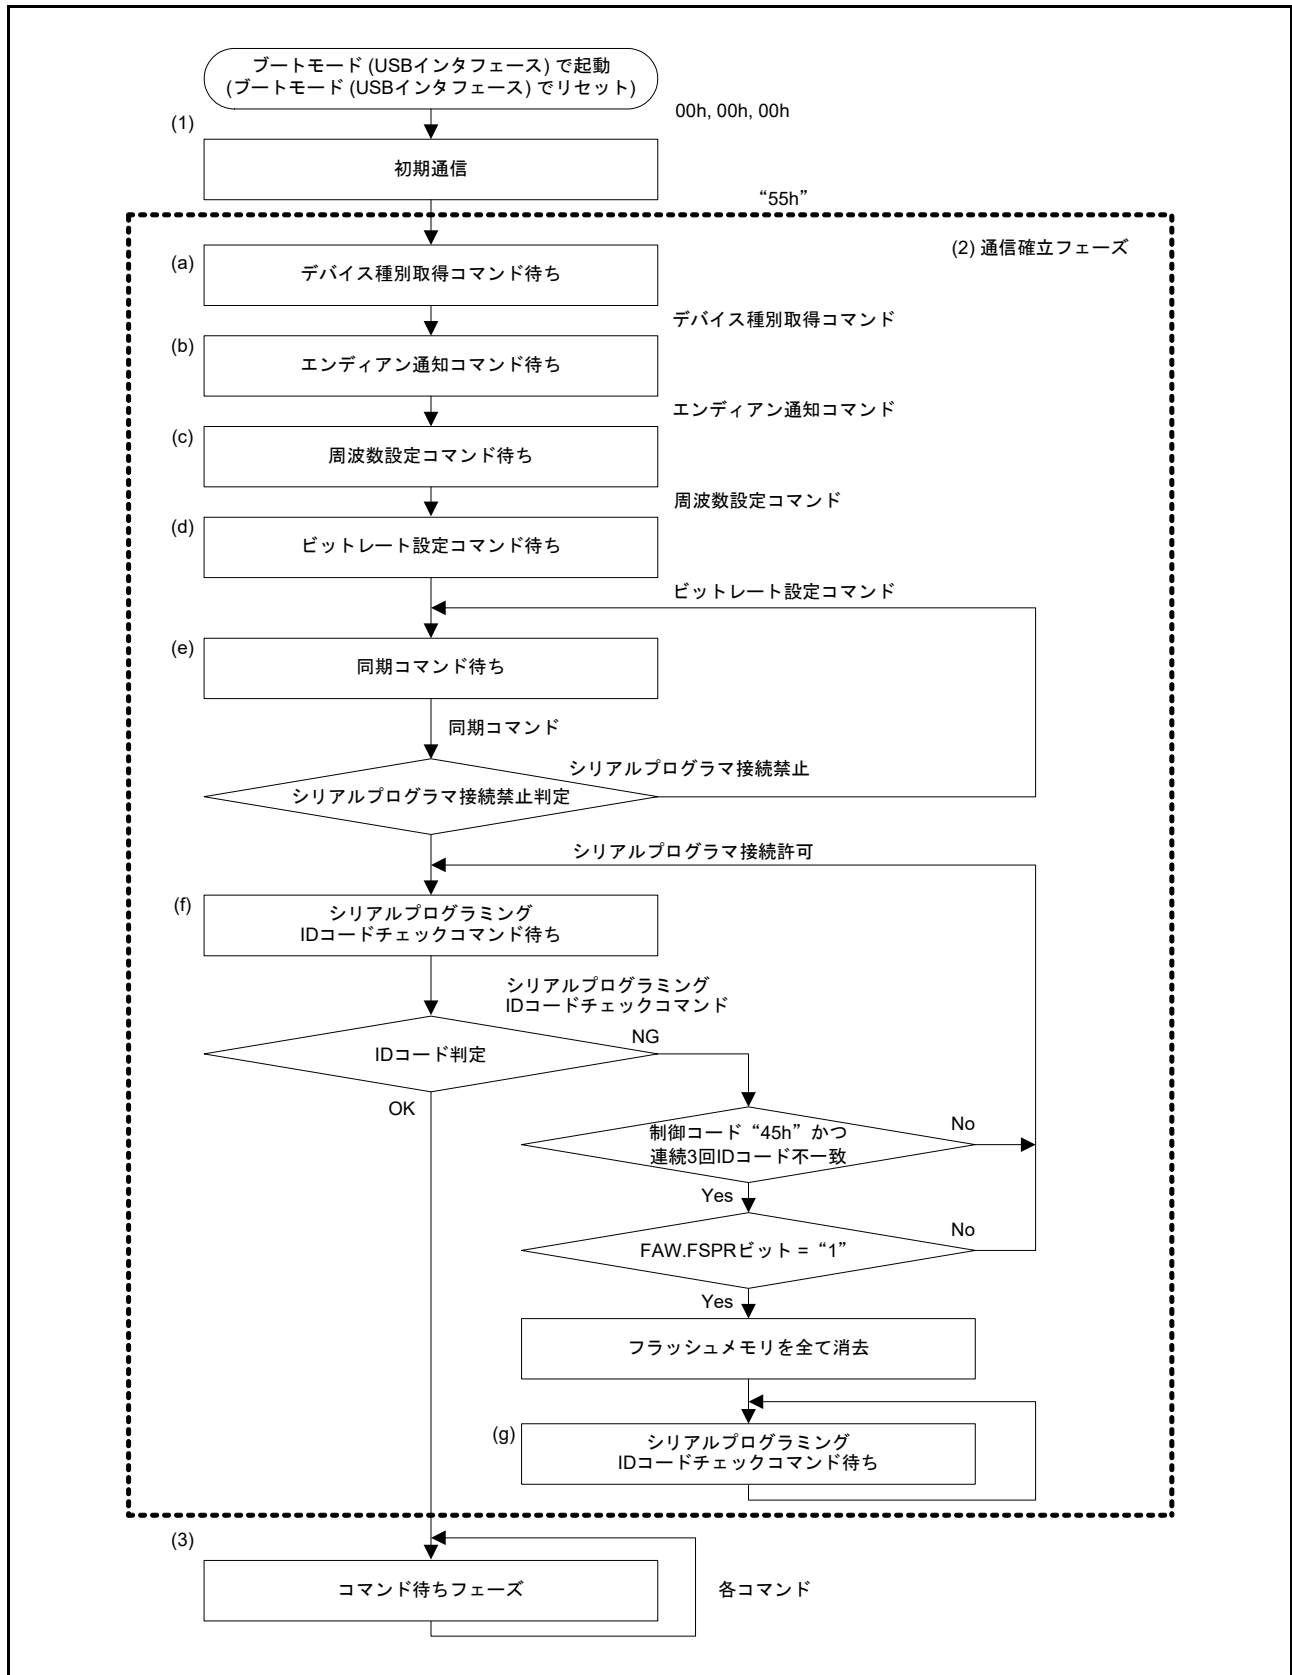 ブートモード (USBインタフェース) で起動
(ブートモード (USBインタフェース) でリセット)
00h, 00h, 00h
(1)
初期通信
“55h”
(2) 通信確立フェーズ
(a)
デバイス種別取得コマンド待ち
デバイス種別取得コマンド
(b)
エンディアン通知コマンド待ち
エンディアン通知コマンド
(c)
周波数設定コマンド待ち
周波数設定コマンド
(d)
ビットレート設定コマンド待ち
ビットレート設定コマンド
(e)
同期コマンド待ち
同期コマンド
シリアルプログラマ接続禁止
シリアルプログラマ接続禁止判定
シリアルプログラマ接続許可
(f)
シリアルプログラミング
IDコードチェックコマンド待ち
シリアルプログラミング
IDコードチェックコマンド
NG
IDコード判定
OK
制御コード“45h”かつ
連続3回IDコード不一致
No
Yes
FAW.FSPRビット = “1”
No
Yes
フラッシュメモリを全て消去
(g)
シリアルプログラミング
IDコードチェックコマンド待ち
(3)
コマンド待ちフェーズ
各コマンド